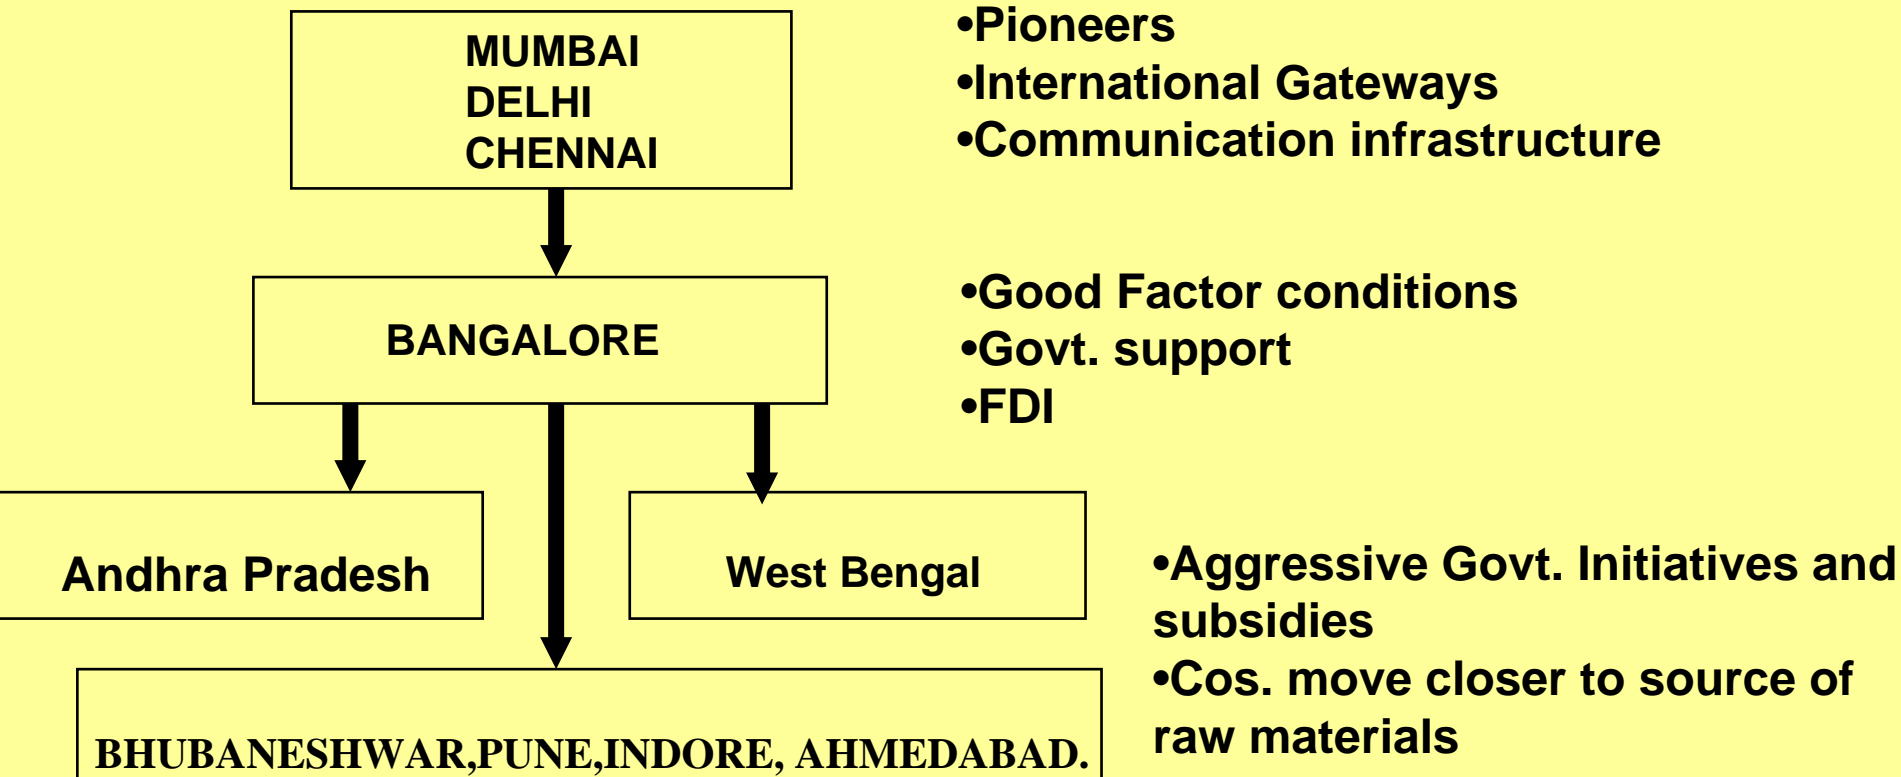 MUMBAI
DELHI
CHENNAI
•Pioneers
•International Gateways
•Communication infrastructure
BANGALORE
•Good Factor conditions
•Govt. support
•FDI
Andhra Pradesh
West Bengal
•Aggressive Govt. Initiatives and
subsidies
•Cos. move closer to source of
raw materials
BHUBANESHWAR,PUNE,INDORE, AHMEDABAD.